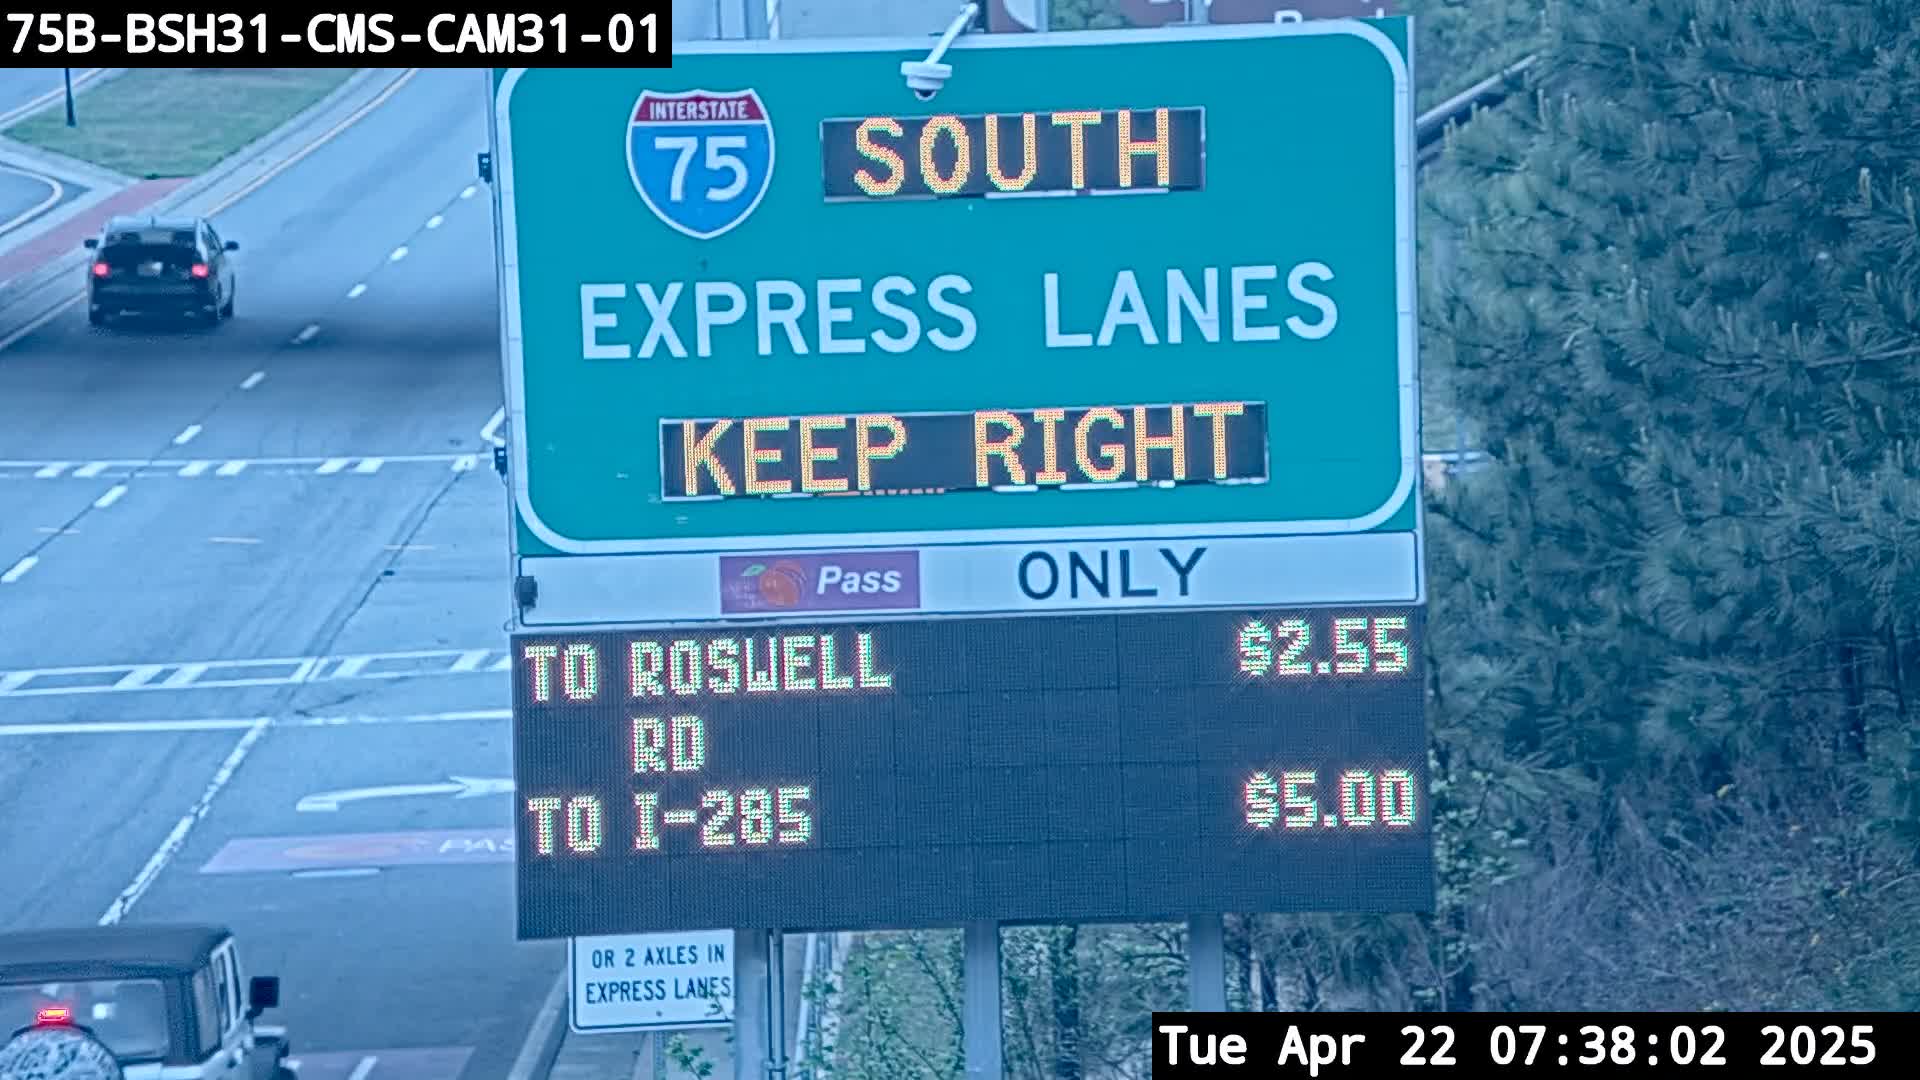 75B-BSH31-CMS-CAM31-01
INTERSTATE
75
SOUTH
EXPRESS LANES
KEEP RIGHT
Pass ONLY
TO ROSWELL $2.55
RD
TO I-285 $5.00
OR 2 AXLES IN
EXPRESS LANES
Tue Apr 22 07:38:02 2025